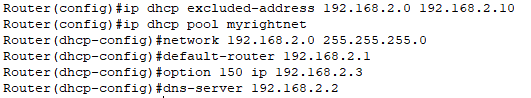 Router(config)#ip dhcp excluded-address 192.168.2.0 192.168.2.10
Router(config)#ip dhcp pool myrightnet
Router(dhcp-config)#network 192.168.2.0 255.255.255.0
Router(dhcp-config)#default-router 192.168.2.1
Router(dhcp-config)#option 150 ip 192.168.2.3
Router(dhcp-config)#dns-server 192.168.2.2